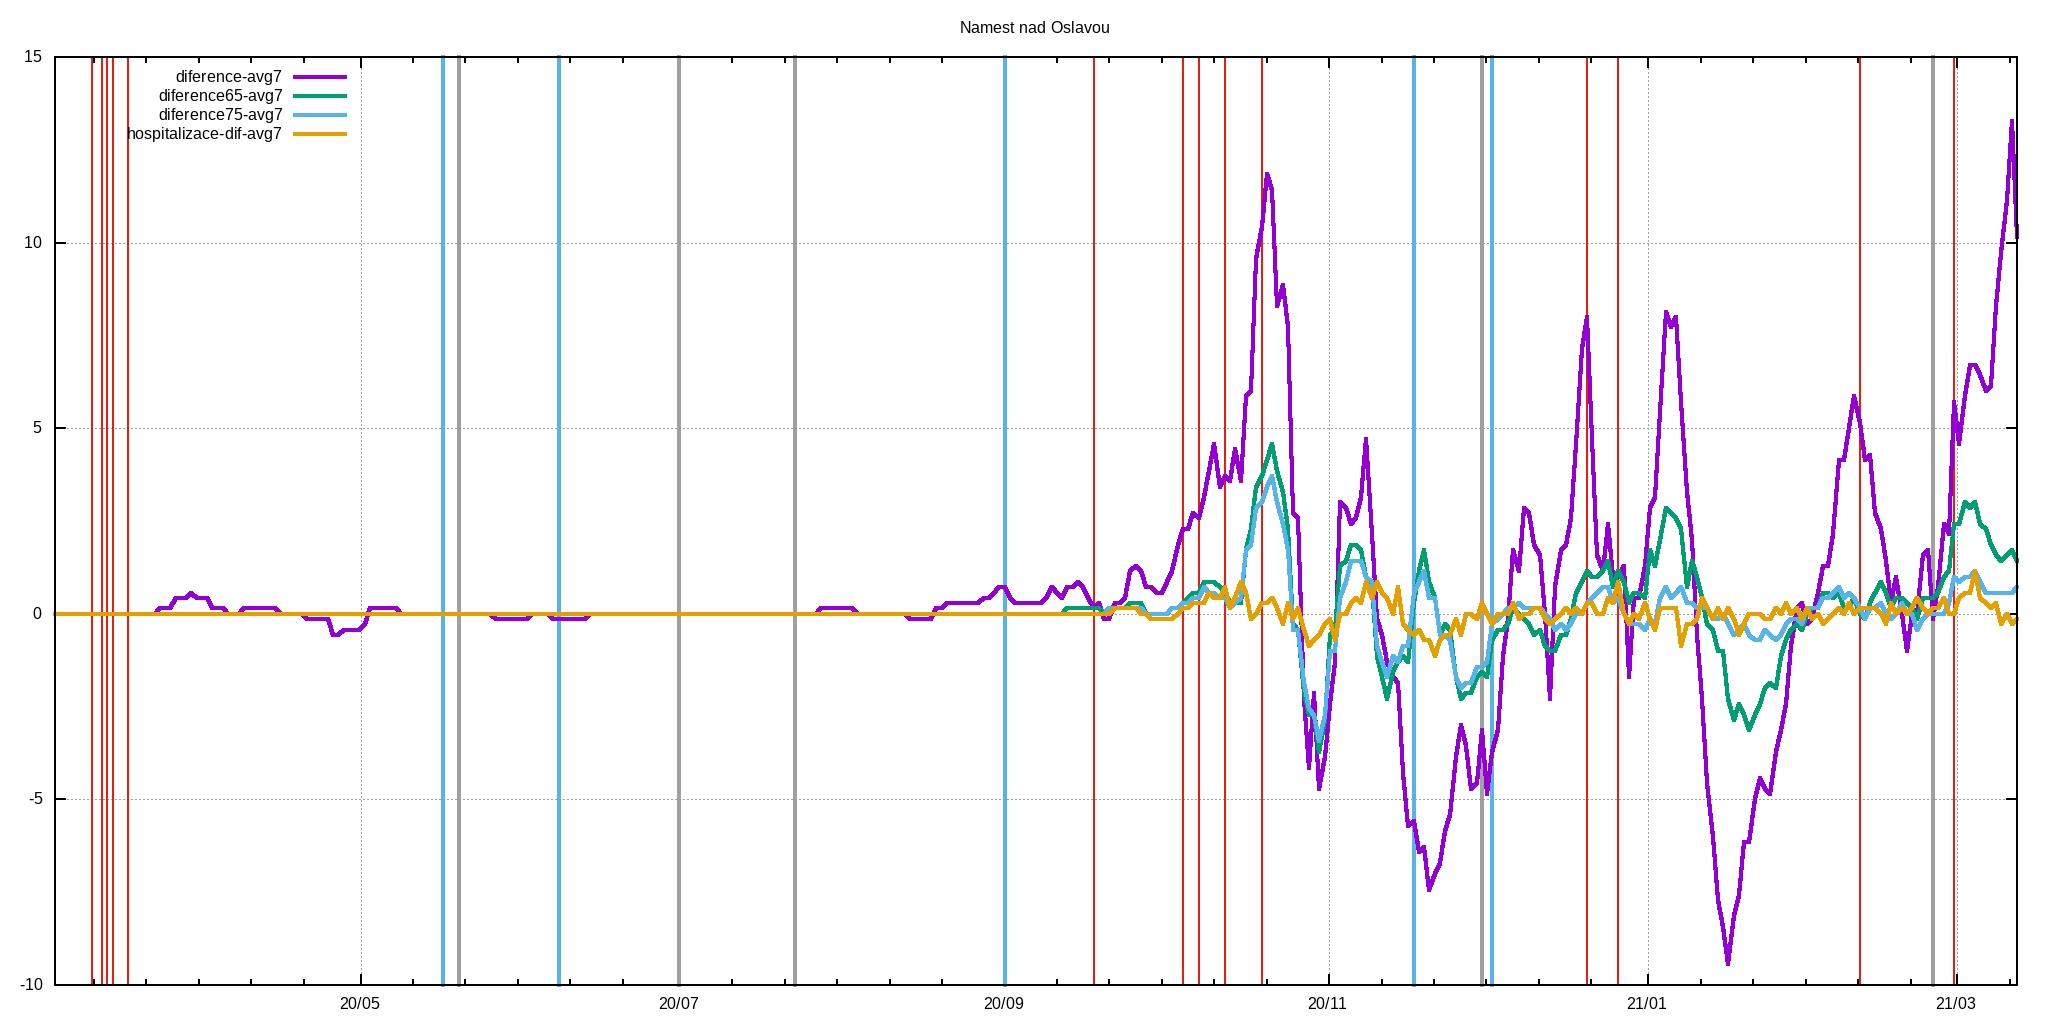 Namest nad Oslavou
15
10
5
0
-5
-10
diference-avg7
diference65-avg7
diference75-avg7
hospitalizace-dif-avg7
20/05
20/07
20/09
20/11
21/01
21/03